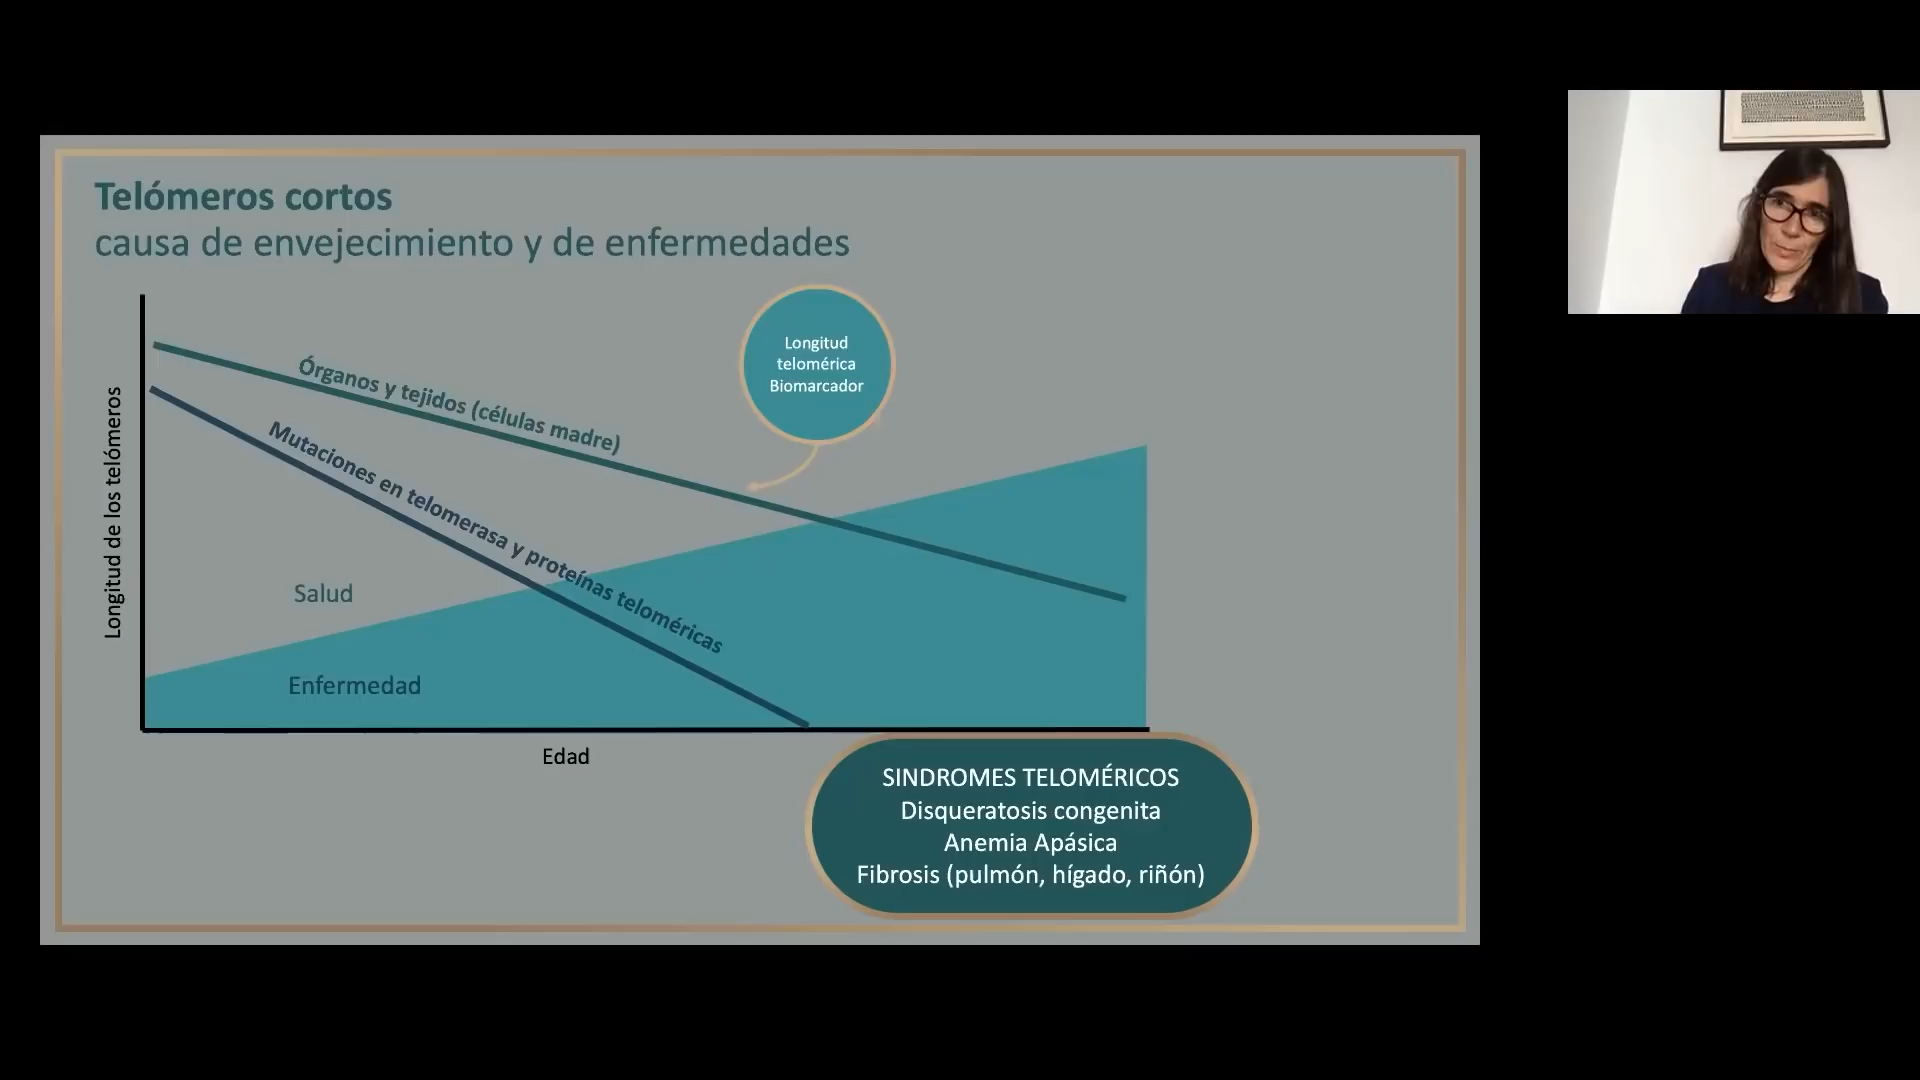 Telómeros cortos
causa de envejecimiento y de enfermedades
Longitud
telomérica
Biomarcador
Órganos y tejidos (células madre)
Mutaciones en telomerasa y proteínas teloméricas
Longitud de los telómeros
Salud
Enfermedad
Edad
SINDROMES TELOMÉRICOS
Disqueratosis congenita
Anemia Apásica
Fibrosis (pulmón, hígado, riñón)